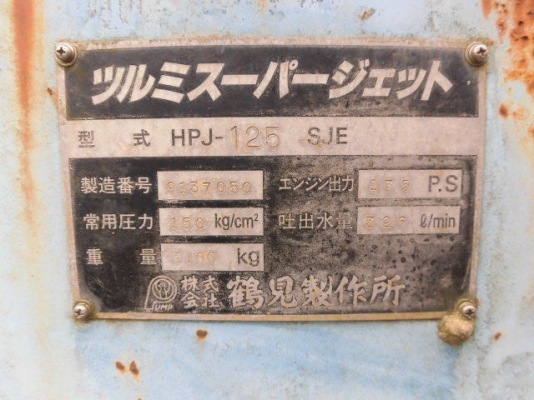 ツルミスーパージェット
型式 HPJ-125 SJE
製造番号 エンジン出力 P.S
常用圧力 150 kg/cm² 吐出水量 ℓ/min
重量 kg
株式会社 鶴見製作所